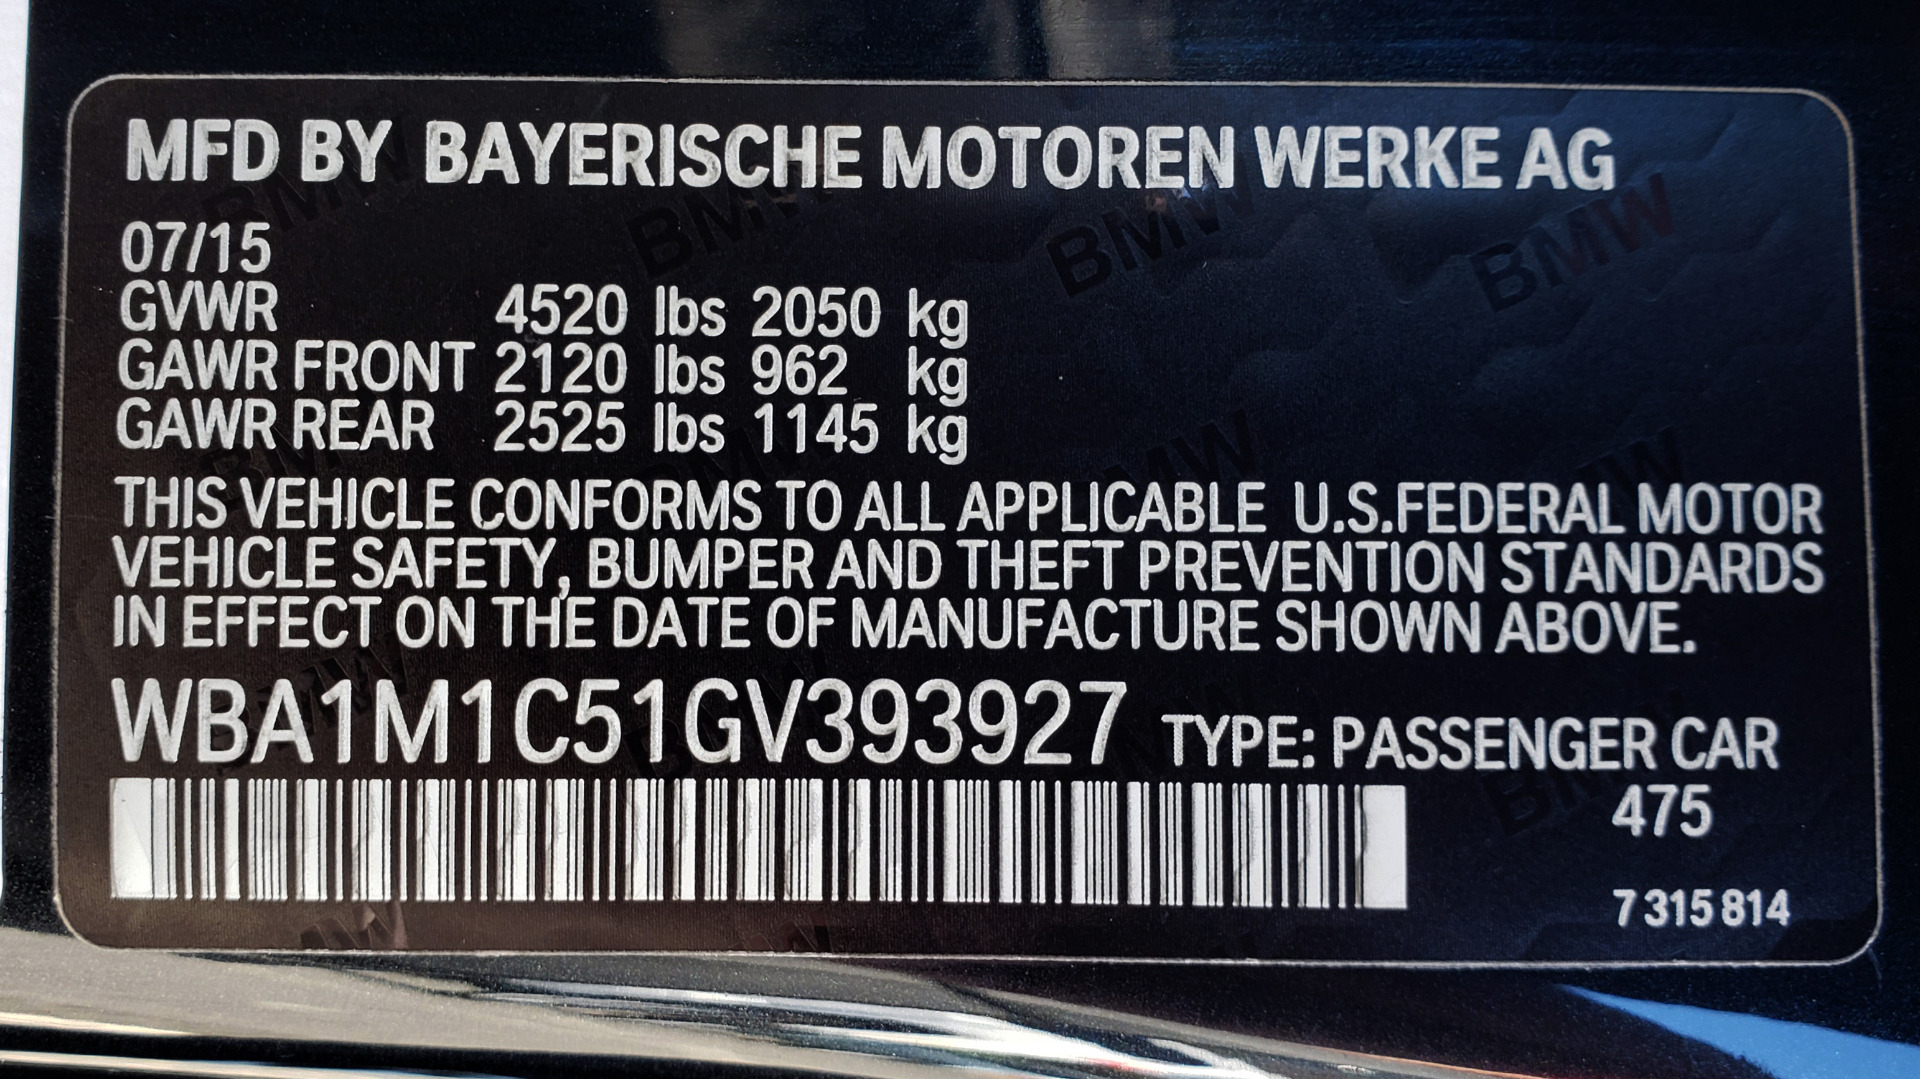 MFD BY BAYERISCHE MOTOREN WERKE AG
07/15
GVWR 4520 lbs 2050 kg
GAWR FRONT 2120 lbs 962 kg
GAWR REAR 2525 lbs 1145 kg
THIS VEHICLE CONFORMS TO ALL APPLICABLE U.S.FEDERAL MOTOR
VEHICLE SAFETY, BUMPER AND THEFT PREVENTION STANDARDS
IN EFFECT ON THE DATE OF MANUFACTURE SHOWN ABOVE.
WBA1M1C51GV393927 TYPE: PASSENGER CAR
475
7 315 814